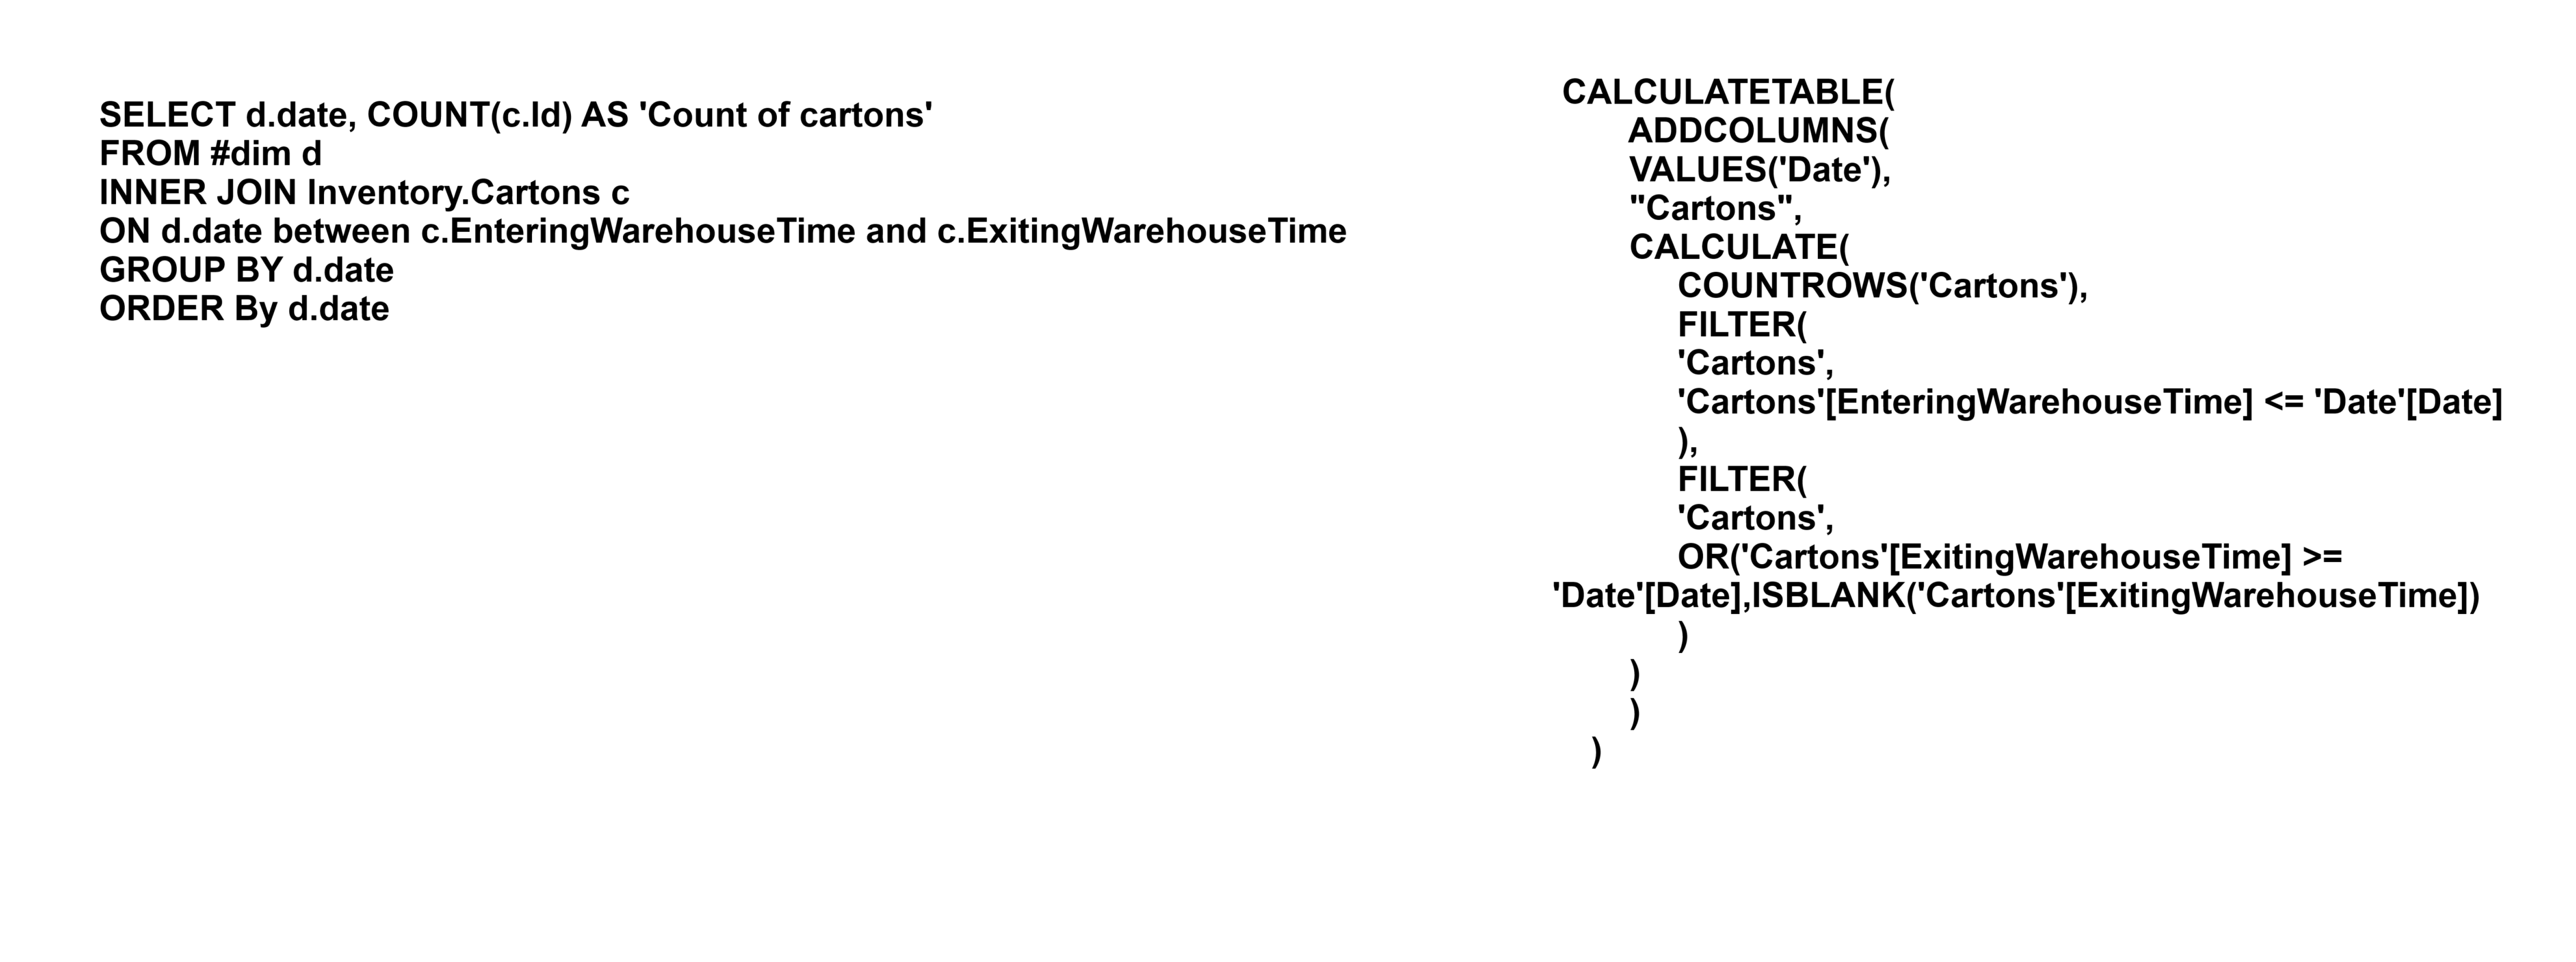 SELECT d.date, COUNT(c.Id) AS 'Count of cartons'
FROM #dim d
INNER JOIN Inventory.Cartons c
ON d.date between c.EnteringWarehouseTime and c.ExitingWarehouseTime
GROUP BY d.date
ORDER By d.date
CALCULATETABLE(
ADDCOLUMNS(
VALUES('Date'),
"Cartons",
CALCULATE(
COUNTROWS('Cartons'),
FILTER(
'Cartons',
'Cartons'[EnteringWarehouseTime] <= 'Date'[Date]
),
FILTER(
'Cartons',
OR('Cartons'[ExitingWarehouseTime] >=
'Date'[Date],ISBLANK('Cartons'[ExitingWarehouseTime])
)
)
)
)